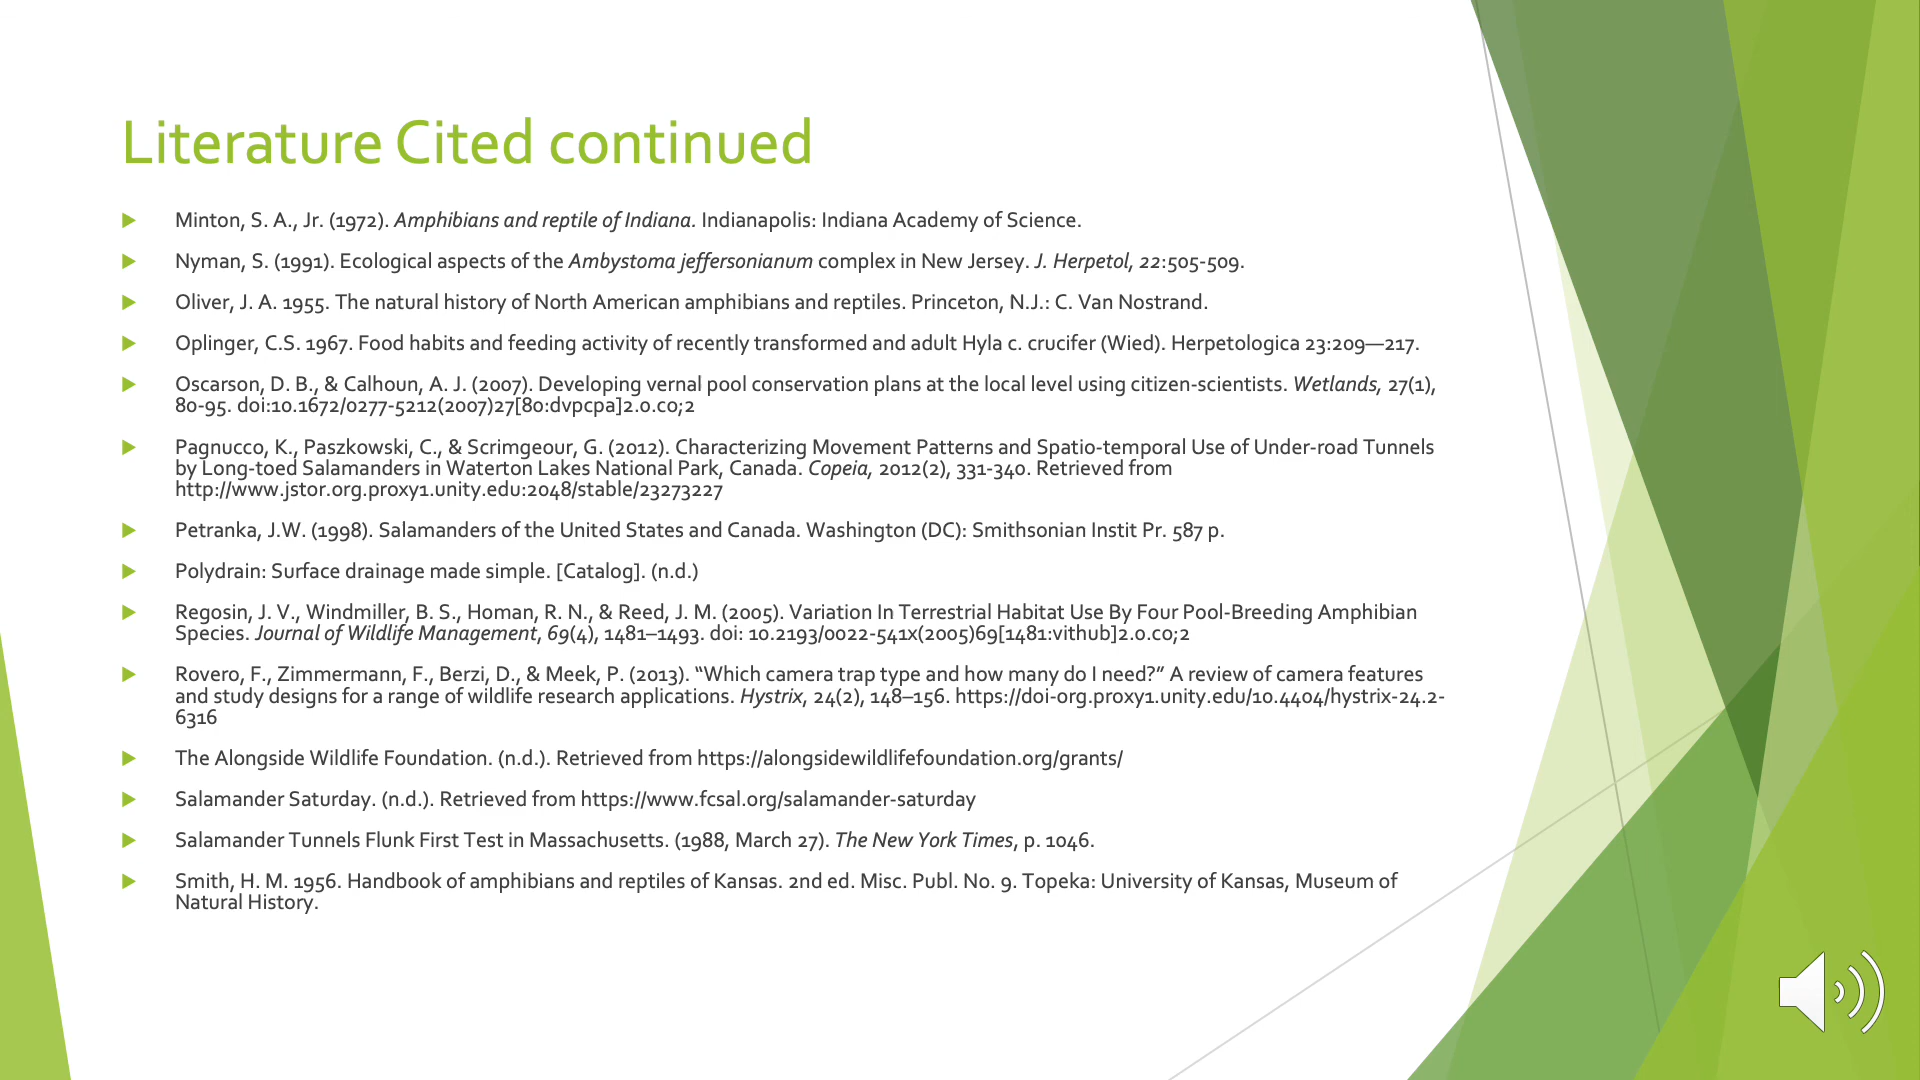 Literature Cited continued
Minton, S. A., Jr. (1972). Amphibians and reptile of Indiana. Indianapolis: Indiana Academy of Science.
Nyman, S. (1991). Ecological aspects of the Ambystoma jeffersonianum complex in New Jersey. J. Herpetol, 22:505-509.
Oliver, J. A. 1955. The natural history of North American amphibians and reptiles. Princeton, N.J.: C. Van Nostrand.
Oplinger, C.S. 1967. Food habits and feeding activity of recently transformed and adult Hyla c. crucifer (Wied). Herpetologica 23:209—217.
Oscarson, D. B., & Calhoun, A. J. (2007). Developing vernal pool conservation plans at the local level using citizen-scientists. Wetlands, 27(1),
80-95. doi:10.1672/0277-5212(2007)27[80:dvpcpa]2.0.co;2
Pagnucco, K., Paszkowski, C., & Scrimgeour, G. (2012). Characterizing Movement Patterns and Spatio-temporal Use of Under-road Tunnels
by Long-toed Salamanders in Waterton Lakes National Park, Canada. Copeia, 2012(2), 331-340. Retrieved from
http://www.jstor.org.proxy1.unity.edu:2048/stable/23273227
Petranka, J.W. (1998). Salamanders of the United States and Canada. Washington (DC): Smithsonian Instit Pr. 587 p.
Polydrain: Surface drainage made simple. [Catalog]. (n.d.)
Regosin, J. V., Windmiller, B. S., Homan, R. N., & Reed, J. M. (2005). Variation In Terrestrial Habitat Use By Four Pool-Breeding Amphibian
Species. Journal of Wildlife Management, 69(4), 1481–1493. doi: 10.2193/0022-541x(2005)69[1481:vithub]2.0.co;2
Rovero, F., Zimmermann, F., Berzi, D., & Meek, P. (2013). “Which camera trap type and how many do I need?” A review of camera features
and study designs for a range of wildlife research applications. Hystrix, 24(2), 148–156. https://doi-org.proxy1.unity.edu/10.4404/hystrix-24.2-
6316
The Alongside Wildlife Foundation. (n.d.). Retrieved from https://alongsidewildlifefoundation.org/grants/
Salamander Saturday. (n.d.). Retrieved from https://www.fcsal.org/salamander-saturday
Salamander Tunnels Flunk First Test in Massachusetts. (1988, March 27). The New York Times, p. 1046.
Smith, H. M. 1956. Handbook of amphibians and reptiles of Kansas. 2nd ed. Misc. Publ. No. 9. Topeka: University of Kansas, Museum of
Natural History.